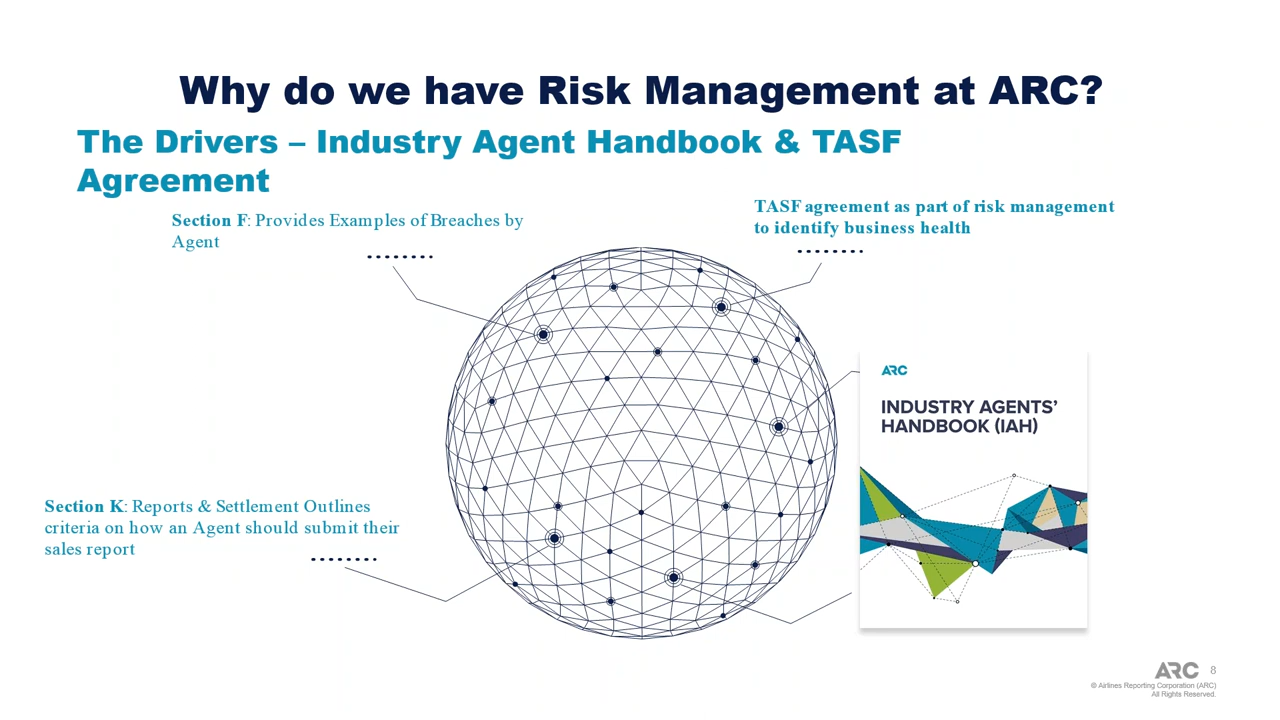 Why do we have Risk Management at ARC?
The Drivers – Industry Agent Handbook & TASF
Agreement
Section F: Provides Examples of Breaches by
Agent
TASF agreement as part of risk management
to identify business health
ARC
INDUSTRY AGENTS’
HANDBOOK (IAH)
Section K: Reports & Settlement Outlines
criteria on how an Agent should submit their
sales report
ARC 8
© Airlines Reporting Corporation (ARC)
All Rights Reserved.